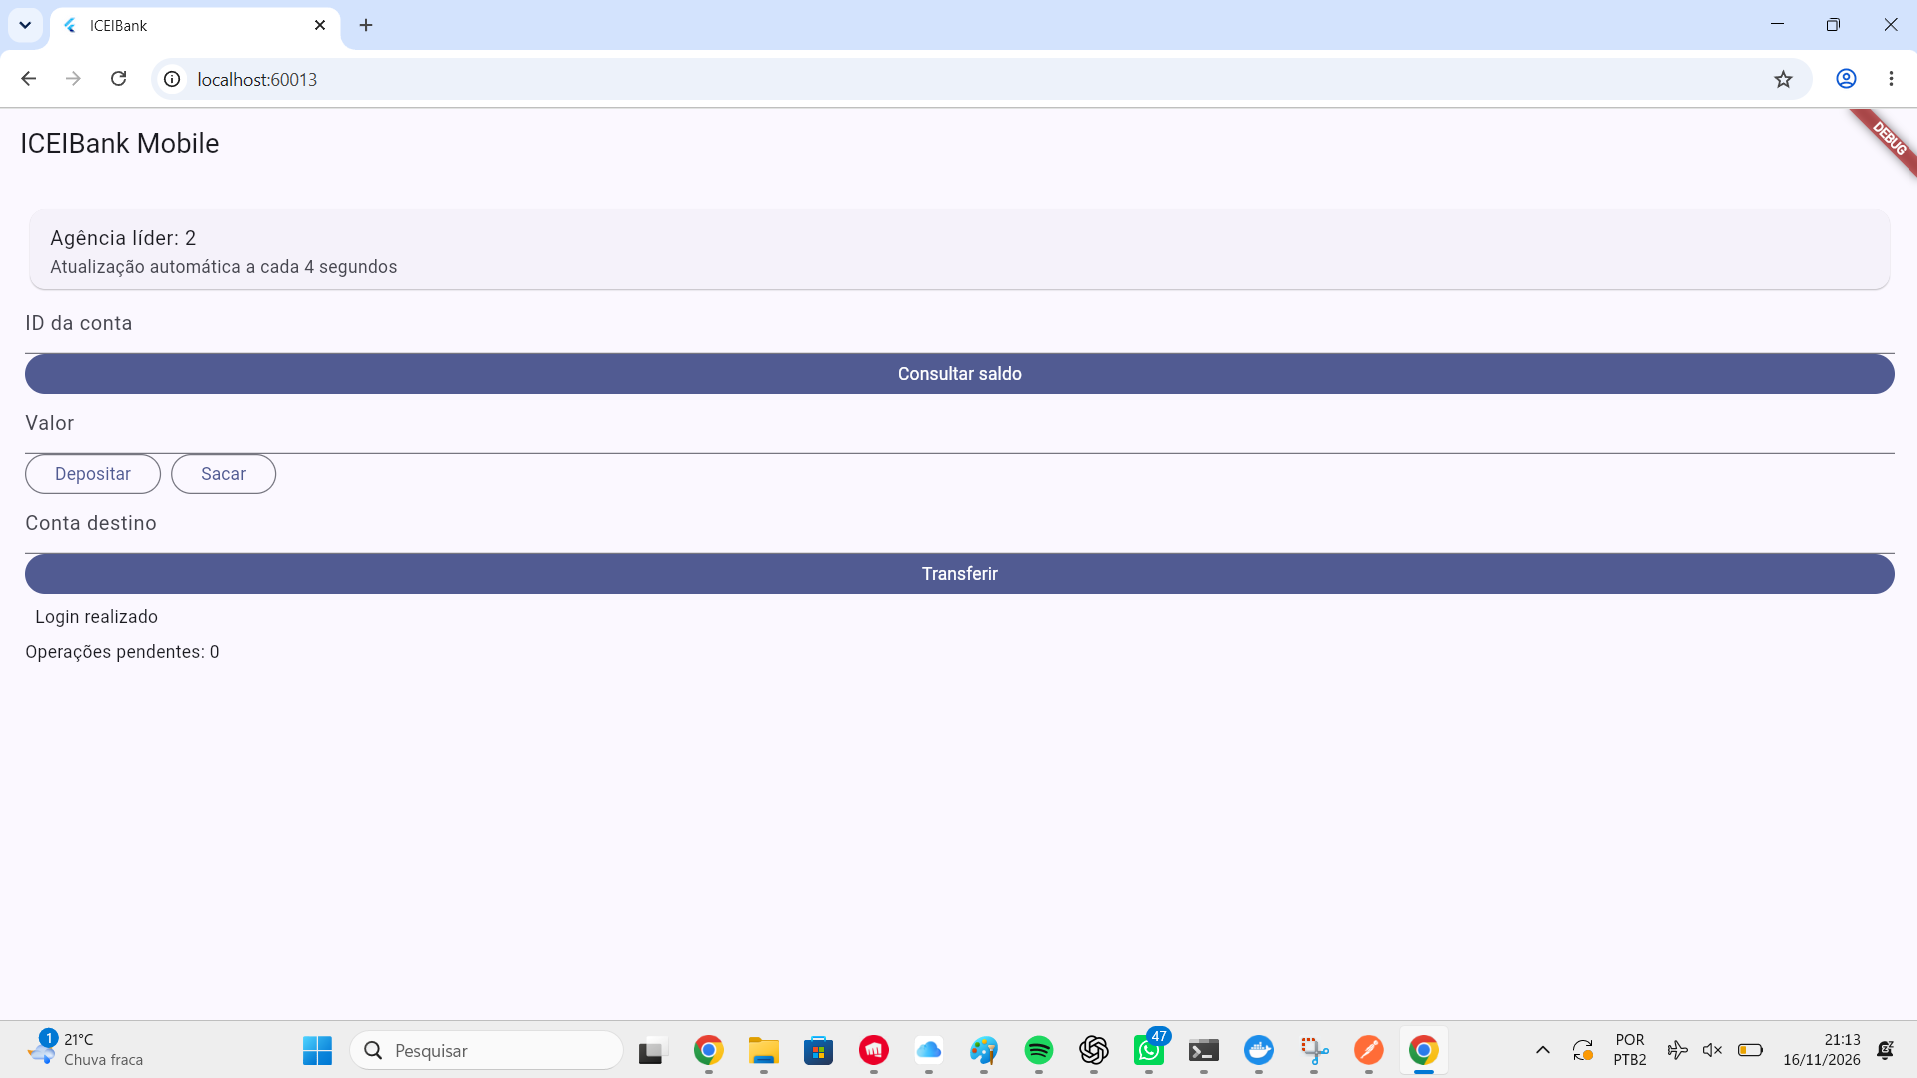 ICEIBank
localhost:60013
ICEIBank Mobile
DEBUG
Agência líder: 2
Atualização automática a cada 4 segundos
ID da conta
Consultar saldo
Valor
Depositar
Sacar
Conta destino
Transferir
Login realizado
Operações pendentes: 0
1
21°C
Chuva fraca
Pesquisar
47
POR
PTB2
21:13
16/11/2026